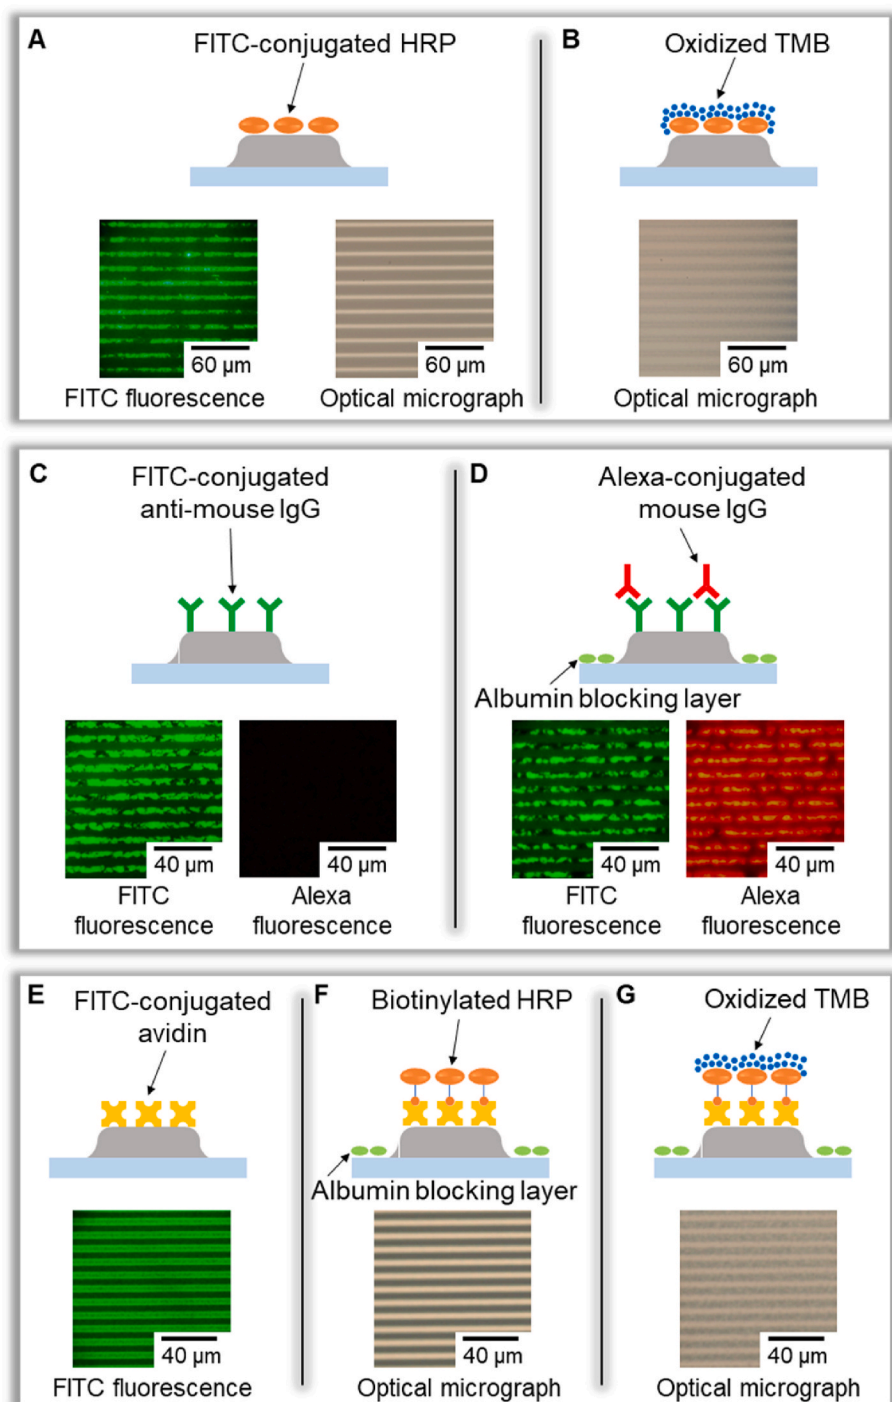 A
FITC-conjugated HRP
60 µm
FITC fluorescence
60 µm
Optical micrograph
B
Oxidized TMB
60 µm
Optical micrograph
C
FITC-conjugated
anti-mouse IgG
40 µm
FITC
fluorescence
Alexa
fluorescence
D
Alexa-conjugated
mouse IgG
Albumin blocking layer
40 µm
FITC
fluorescence
40 µm
Alexa
fluorescence
E
FITC-conjugated
avidin
40 µm
FITC fluorescence
F
Biotinylated HRP
Albumin blocking layer
40 µm
Optical micrograph
G
Oxidized TMB
40 µm
Optical micrograph